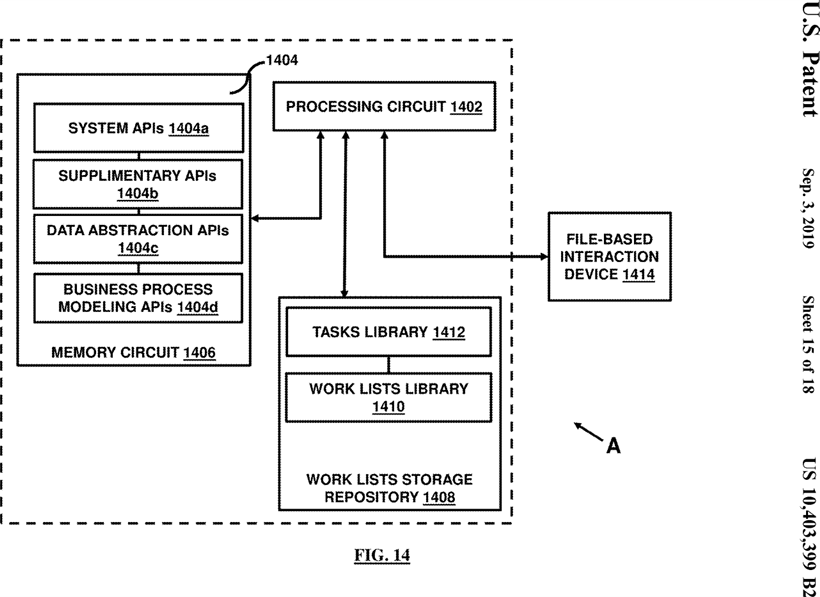 1404
SYSTEM APIs 1404a
SUPPLIMENTARY APIs
1404b
DATA ABSTRACTION APIs
1404c
BUSINESS PROCESS
MODELING APIs 1404d
MEMORY CIRCUIT 1406
PROCESSING CIRCUIT 1402
TASKS LIBRARY 1412
WORK LISTS LIBRARY
1410
WORK LISTS STORAGE
REPOSITORY 1408
FILE-BASED
INTERACTION
DEVICE 1414
A
FIG. 14
U.S. Patent Sep. 3, 2019 Sheet 15 of 18 US 10,403,399 B2